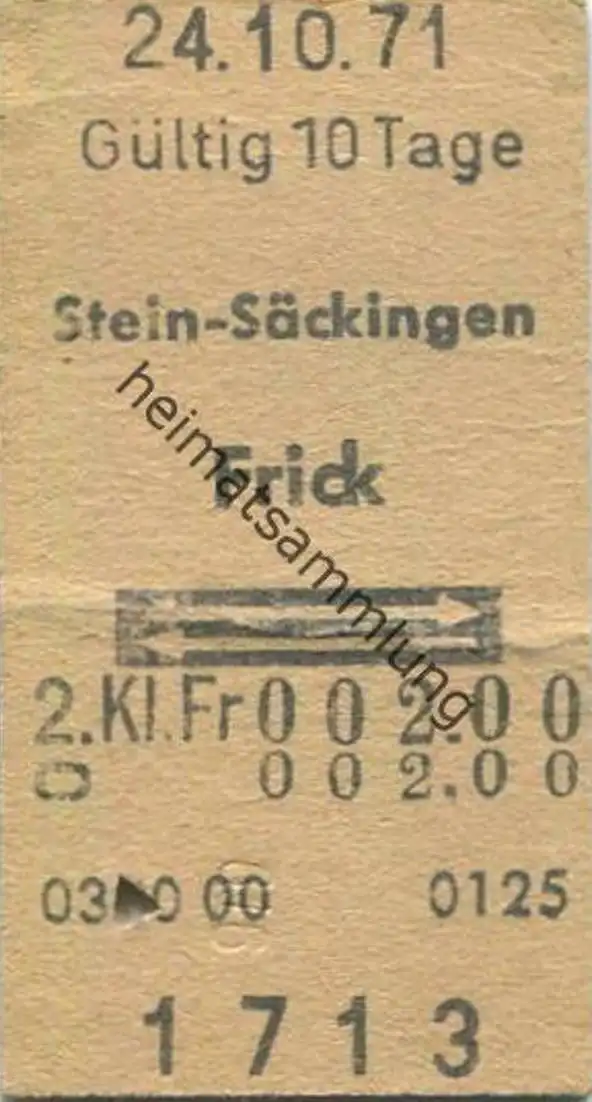 24.10.71
Gültig 10 Tage
Stein-Säckingen
Frick
heimatsammlung
2.Kl.Fr 0 0 2.0 0
0 0 2.0 0
00 0125
1 7 1 3